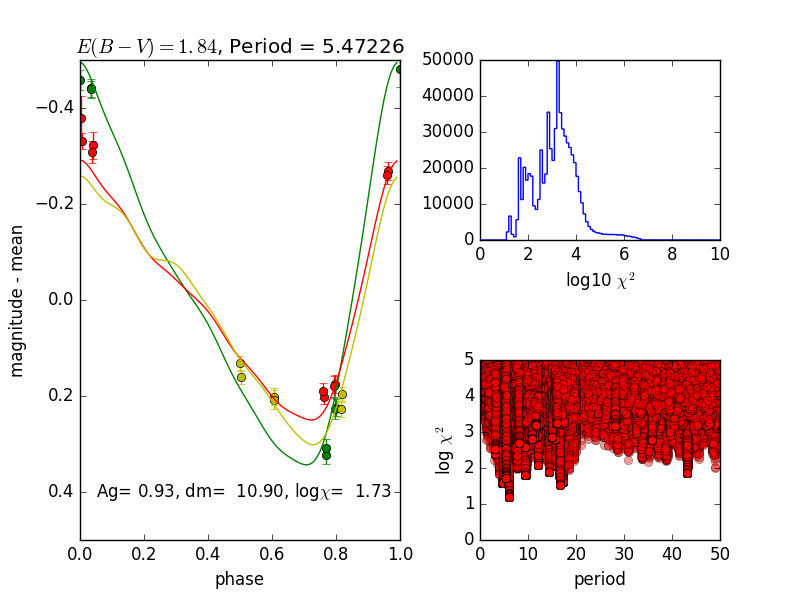 E(B − V) = 1.84, Period = 5.47226
−0.4
−0.2
0.0
0.2
0.4
magnitude - mean
Ag= 0.93, dm=  10.90, logχ=  1.73
0.0 0.2 0.4 0.6 0.8 1.0
phase
50000
40000
30000
20000
10000
0
0 2 4 6 8 10
log10 χ²
5
4
3
2
1
0
log χ²
0 10 20 30 40 50
period